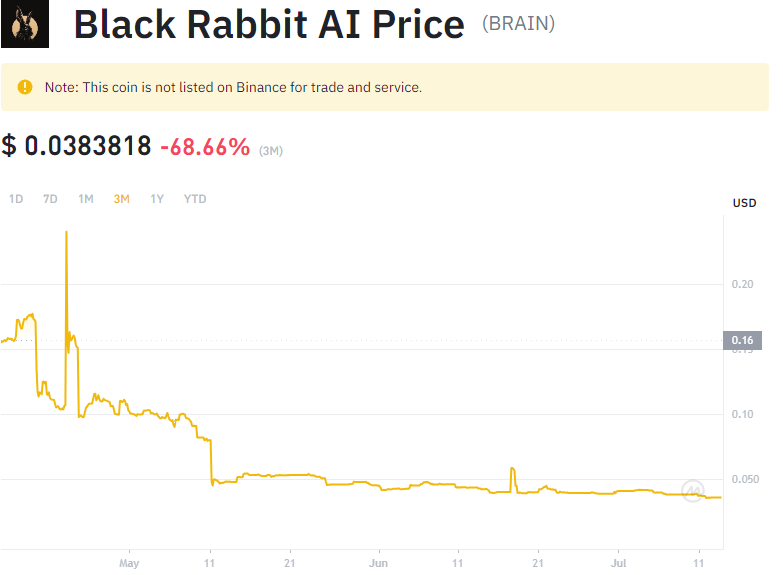 Black Rabbit AI Price (BRAIN)
Note: This coin is not listed on Binance for trade and service.
$ 0.0383818 -68.66% (3M)
1D 7D 1M 3M 1Y YTD
USD
0.20
0.16
0.10
0.050
May 11 21 Jun 11 21 Jul 11